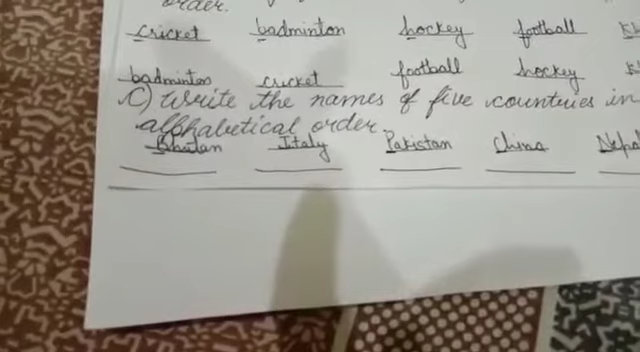 order.
cricket badminton hockey football
badminton cricket football hockey
C) Write the names of five countries in
alphabetical order.
Bhutan Italy Pakistan China Nepa